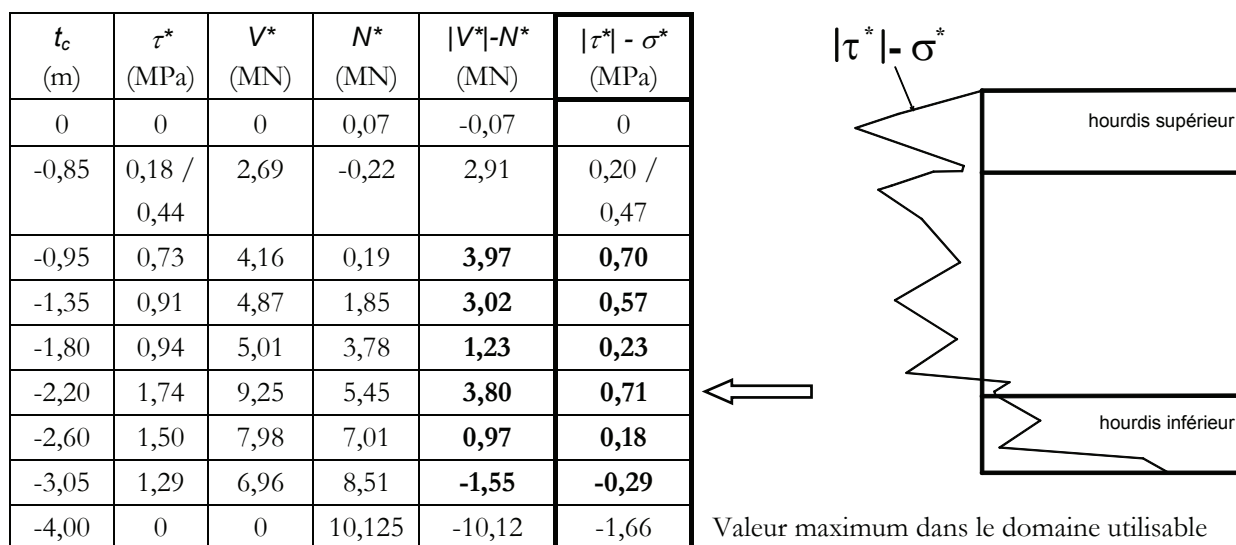 t_c τ* V* N* |V*|-N* |τ*| - σ*
(m) (MPa) (MN) (MN) (MN) (MPa)
0 0 0 0,07 -0,07 0
-0,85 0,18 / 2,69 -0,22 2,91 0,20 /
0,44 0,47
-0,95 0,73 4,16 0,19 3,97 0,70
-1,35 0,91 4,87 1,85 3,02 0,57
-1,80 0,94 5,01 3,78 1,23 0,23
-2,20 1,74 9,25 5,45 3,80 0,71
-2,60 1,50 7,98 7,01 0,97 0,18
-3,05 1,29 6,96 8,51 -1,55 -0,29
-4,00 0 0 10,125 -10,12 -1,66
|τ*|- σ*
hourdis supérieur
hourdis inférieur
Valeur maximum dans le domaine utilisable